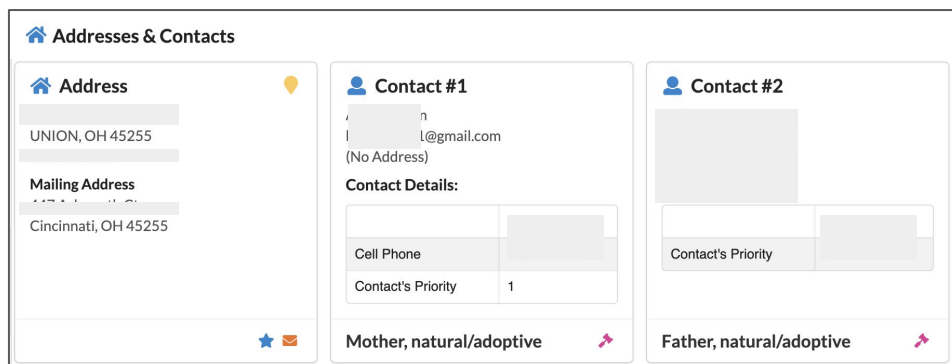 Addresses & Contacts
Address
UNION, OH 45255
Mailing Address
Cincinnati, OH 45255
Contact #1
n
1@gmail.com
(No Address)
Contact Details:
Cell Phone
Contact's Priority 1
Mother, natural/adoptive
Contact #2
Contact's Priority
Father, natural/adoptive